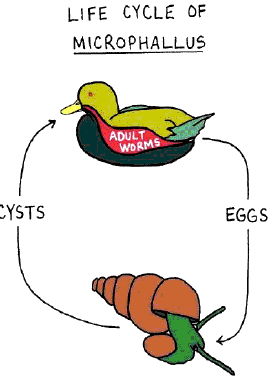 LIFE CYCLE OF
MICROPHALLUS
ADULT
WORMS
CYSTS
EGGS